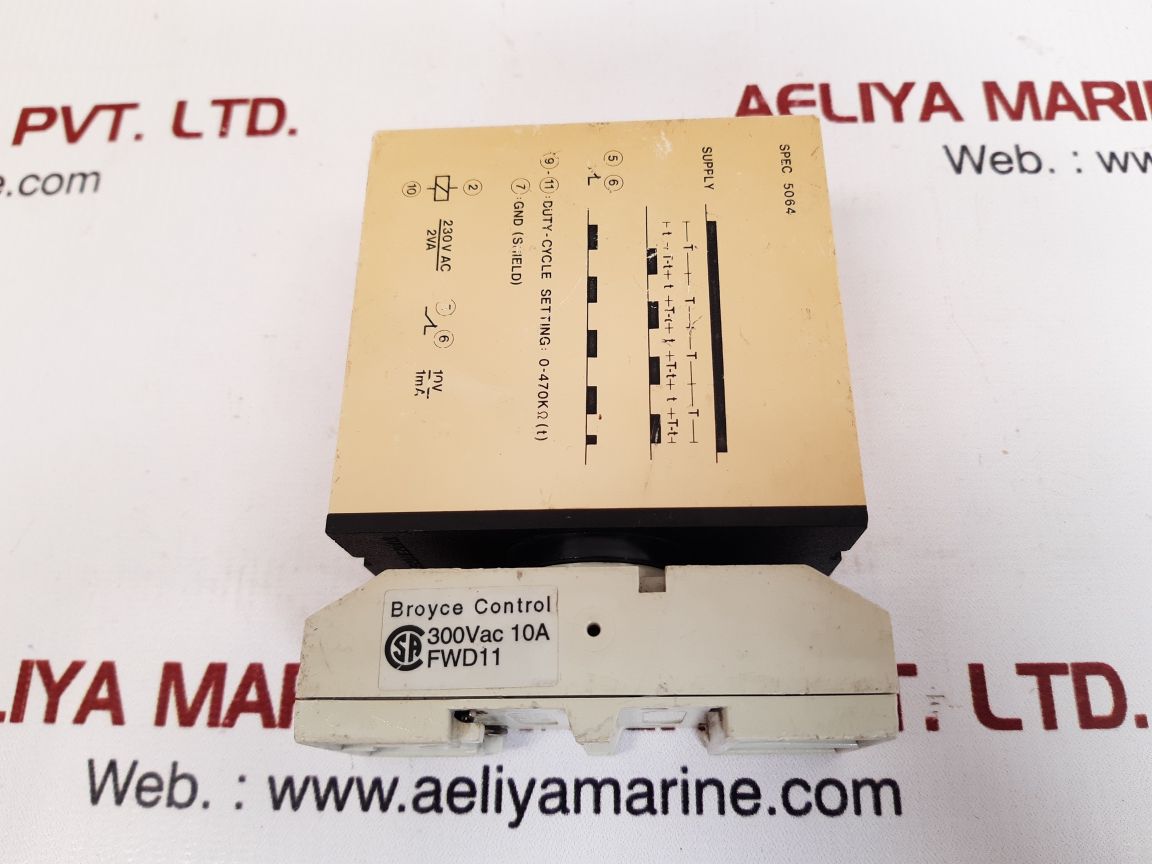 PVT. LTD.
AELIYA MARI
Web. : ww
e.com
SPEC 5064
SUPPLY
T T T T
t T-t t T-t t T-t t T-t
5 6
9 - 11 : DUTY-CYCLE SETTING: 0-470KΩ (t)
7 : GND (SHIELD)
2
10
230V AC
2VA
6
10V
1mA
Broyce Control
300Vac 10A
FWD11
LIYA MAR T. LTD.
Web. : www.aeliyamarine.com